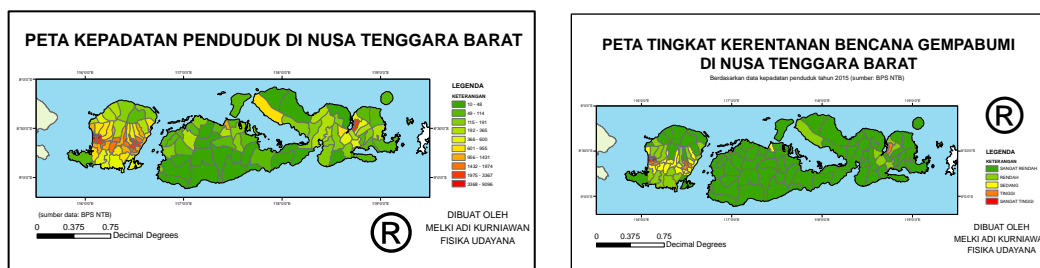 PETA KEPADATAN PENDUDUK DI NUSA TENGGARA BARAT
LEGENDA
KETERANGAN
10 - 48
49 - 114
115 - 191
192 - 365
366 - 600
601 - 955
956 - 1431
1432 - 1974
1975 - 3367
3368 - 9096
(sumber data: BPS NTB)
0 0.375 0.75
Decimal Degrees
R
DIBUAT OLEH
MELKI ADI KURNIAWAN
FISIKA UDAYANA
PETA TINGKAT KERENTANAN BENCANA GEMPABUMI
DI NUSA TENGGARA BARAT
Berdasarkan data kepadatan penduduk tahun 2015 (sumber: BPS NTB)
R
LEGENDA
KETERANGAN
SANGAT RENDAH
RENDAH
SEDANG
TINGGI
SANGAT TINGGI
0 0.375 0.75
Decimal Degrees
DIBUAT OLEH
MELKI ADI KURNIAWAN
FISIKA UDAYANA